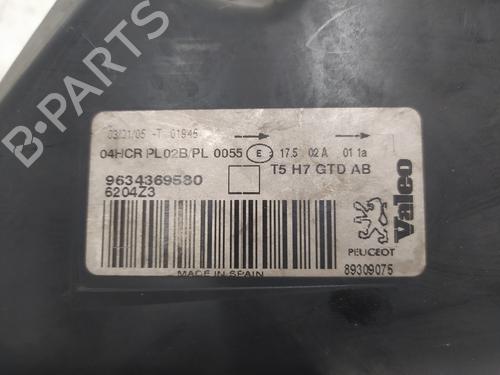 03/21/05 -T 01945
04HCR PL02B/PL 0055 E 17.5 02 A 01 1a
T5 H7 GTD AB
9634369580
6204Z3
MADE IN SPAIN
Valeo
PEUGEOT
89309075
B-PARTS